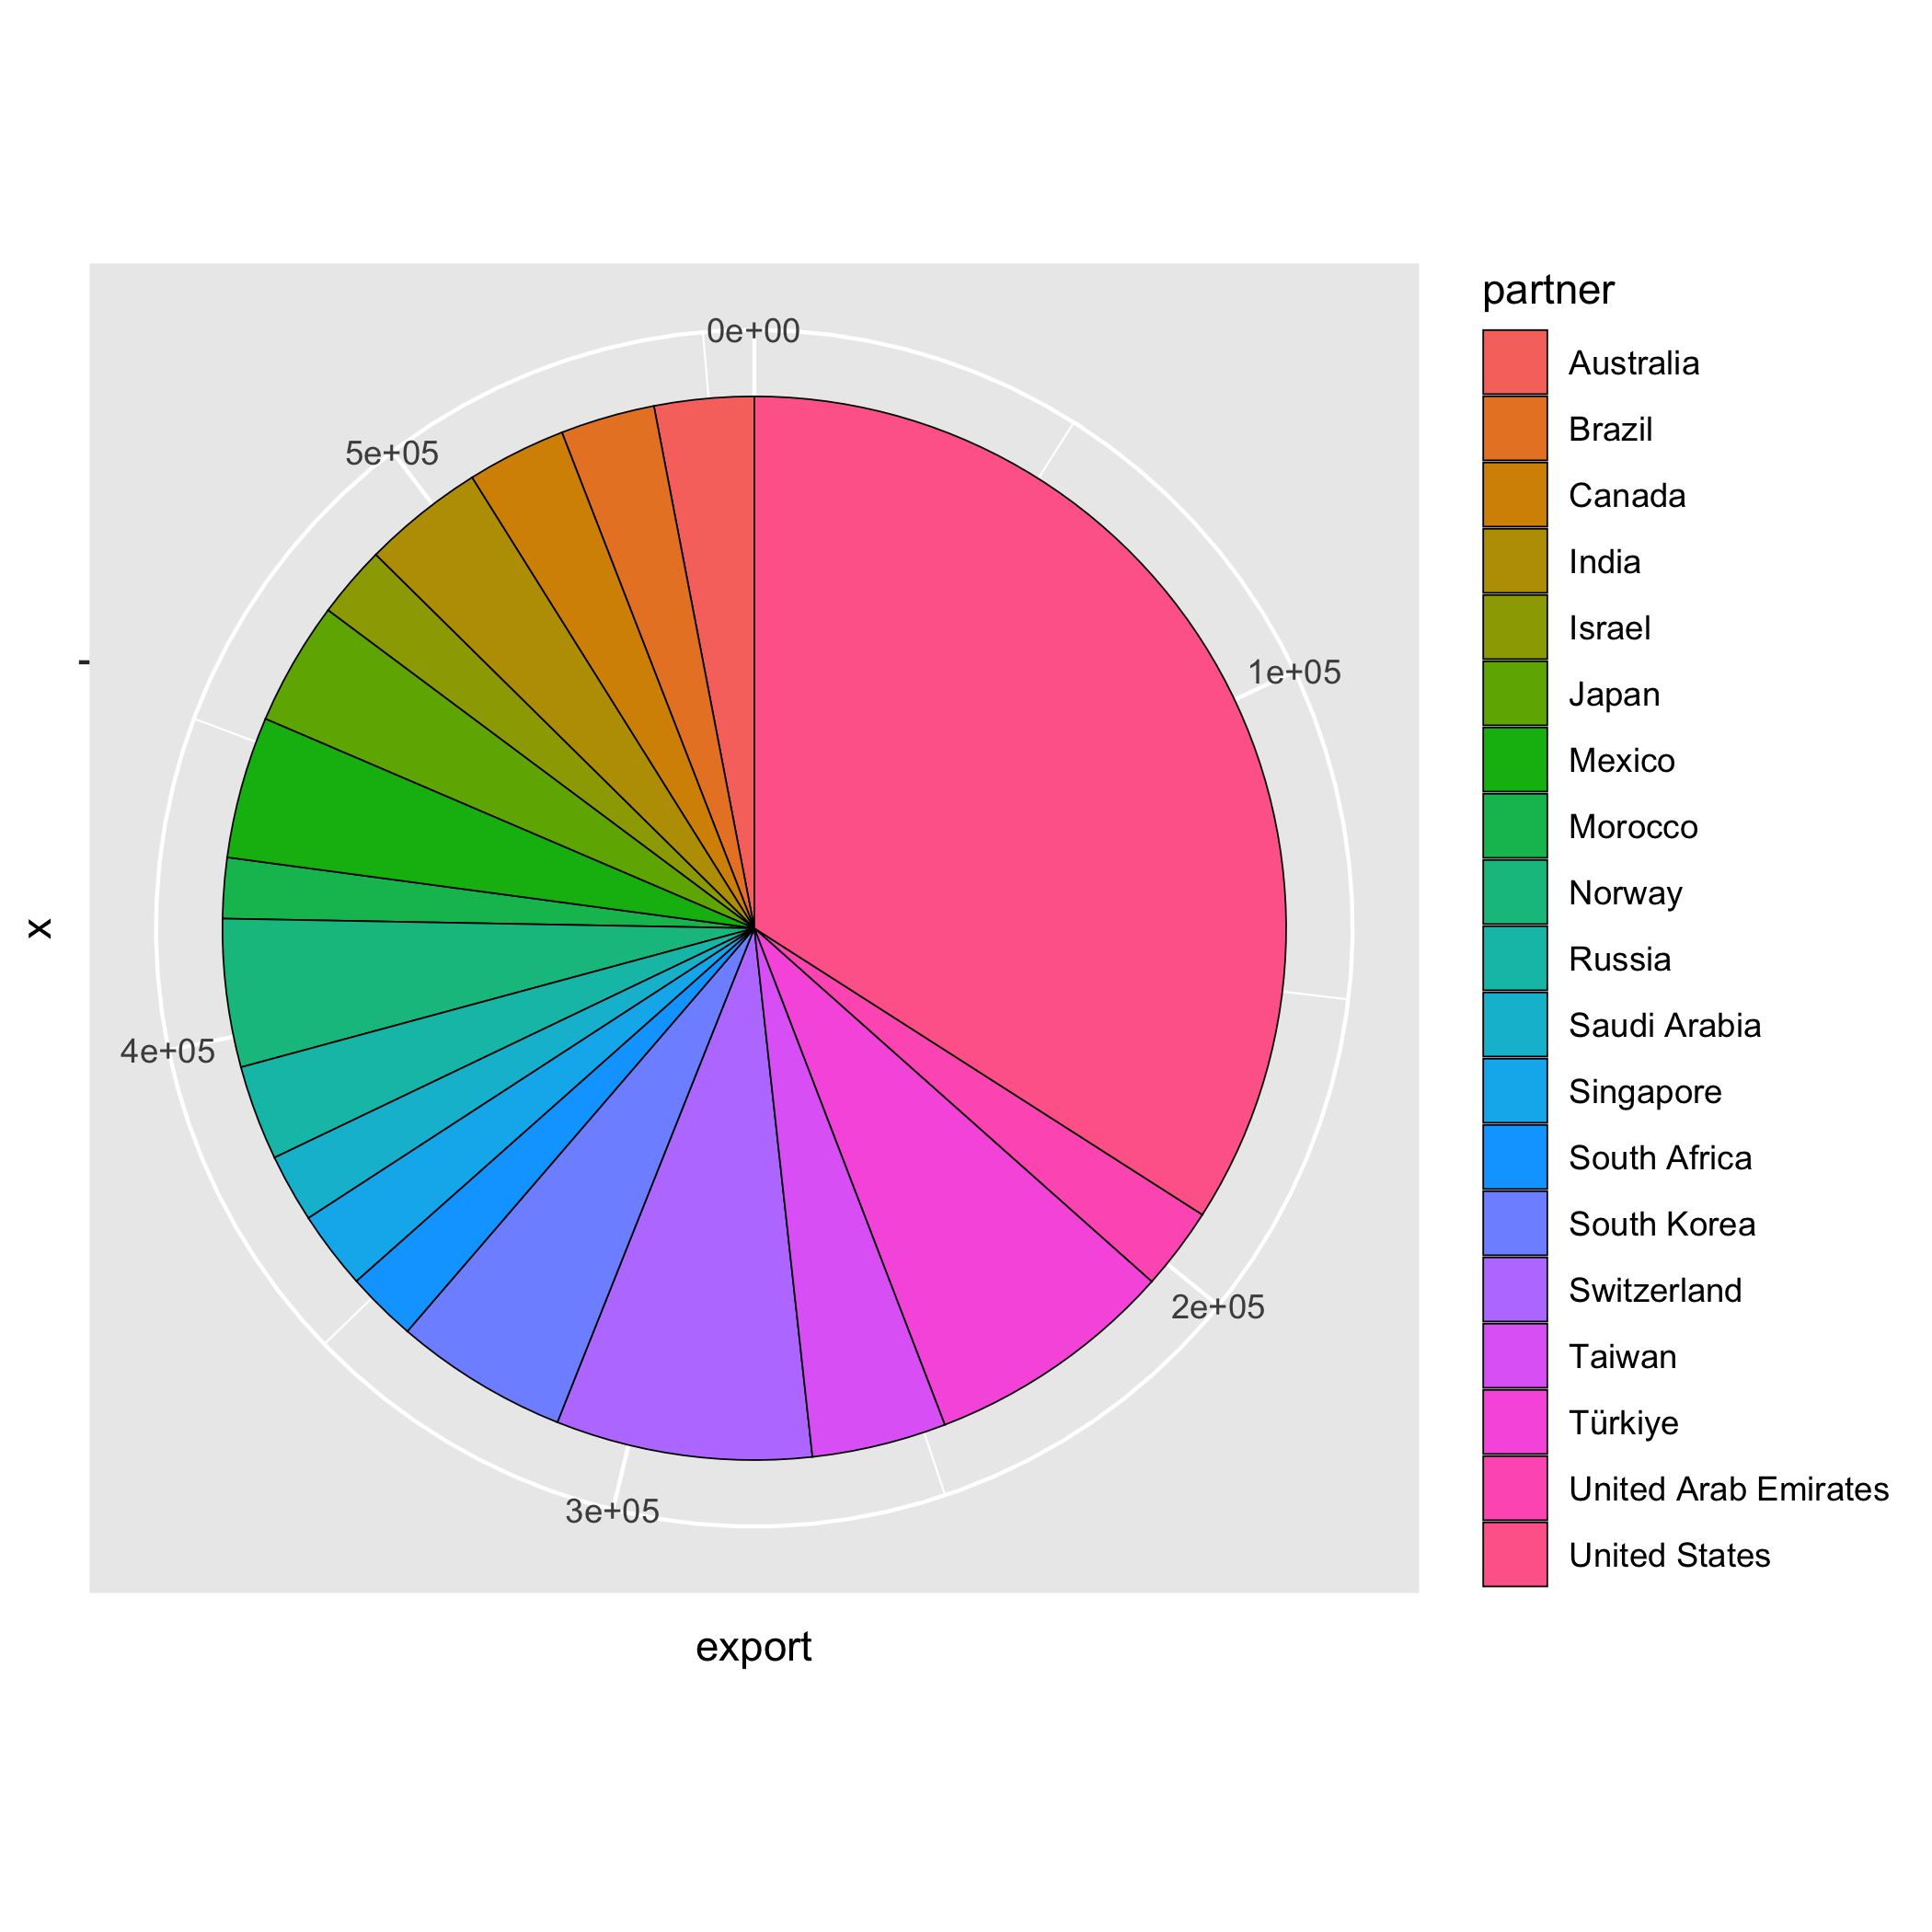 0e+00
5e+05
1e+05
4e+05
2e+05
3e+05
x
export
partner
Australia
Brazil
Canada
India
Israel
Japan
Mexico
Morocco
Norway
Russia
Saudi Arabia
Singapore
South Africa
South Korea
Switzerland
Taiwan
Türkiye
United Arab Emirates
United States